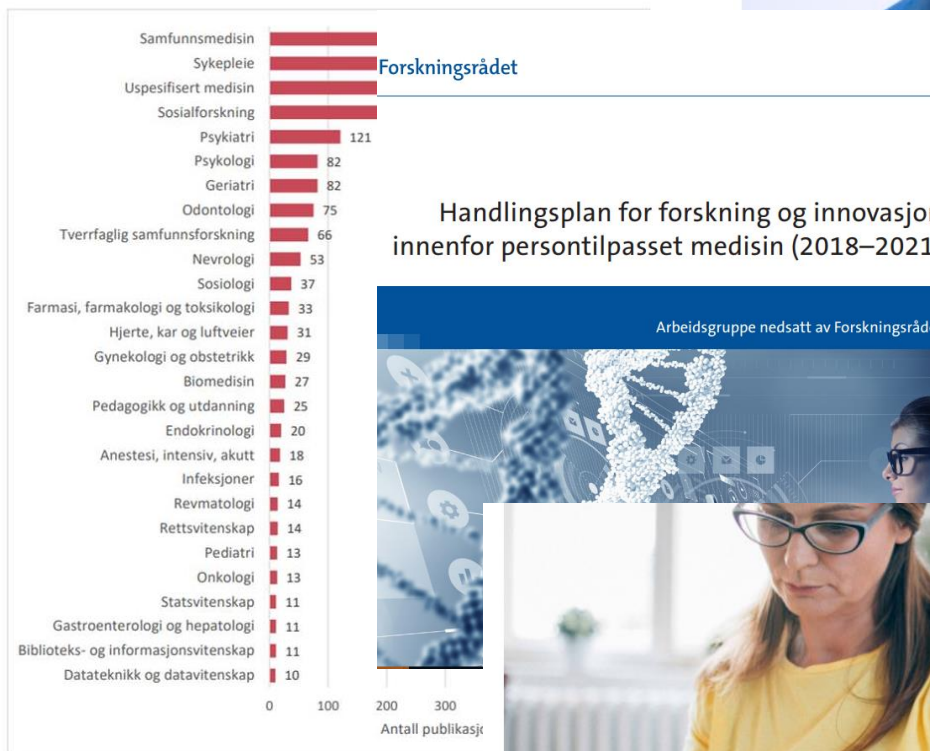 Samfunnsmedisin
Sykepleie
Uspesifisert medisin
Sosialforskning
Psykiatri 121
Psykologi 82
Geriatri 82
Odontologi 75
Tverrfaglig samfunnsforskning 66
Nevrologi 53
Sosiologi 37
Farmasi, farmakologi og toksikologi 33
Hjerte, kar og luftveier 31
Gynekologi og obstetrikk 29
Biomedisin 27
Pedagogikk og utdanning 25
Endokrinologi 20
Anestesi, intensiv, akutt 18
Infeksjoner 16
Revmatologi 14
Rettsvitenskap 14
Pediatri 13
Onkologi 13
Statsvitenskap 11
Gastroenterologi og hepatologi 11
Biblioteks- og informasjonsvitenskap 11
Datateknikk og datavitenskap 10
0 100 200 300
Antall
Forskningsrådet
Handlingsplan for forskning og innovasjon
innenfor persontilpasset medisin (2018–2021
Arbeidsgruppe nedsatt av